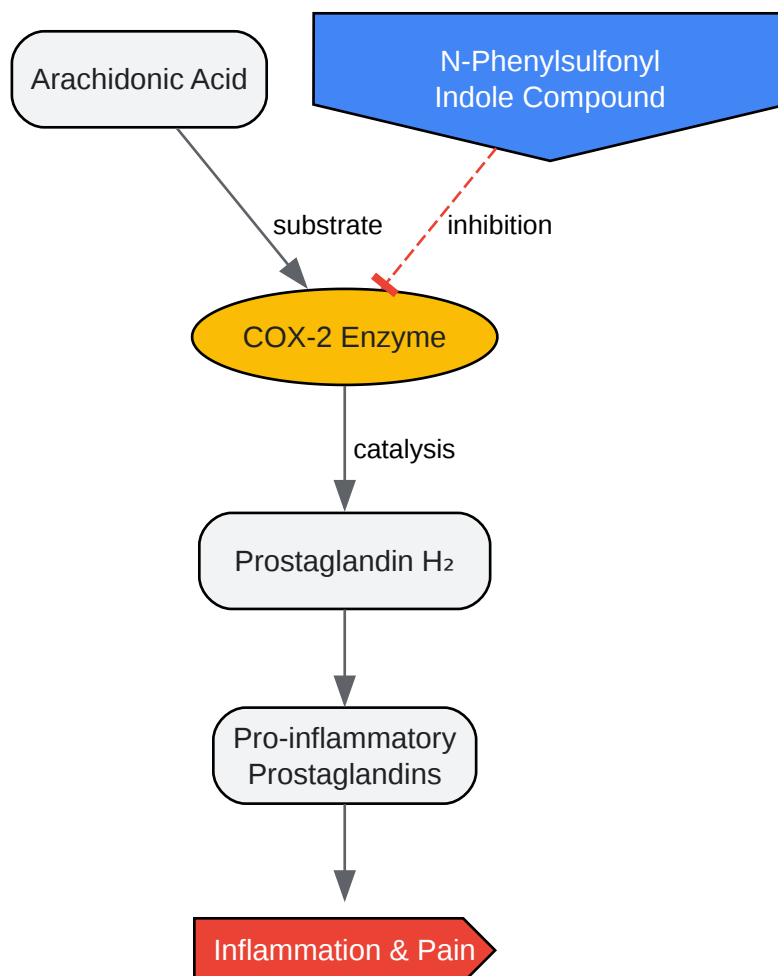 Arachidonic Acid
N-Phenylsulfonyl
Indole Compound
substrate
inhibition
COX-2 Enzyme
catalysis
Prostaglandin H₂
Pro-inflammatory
Prostaglandins
Inflammation & Pain